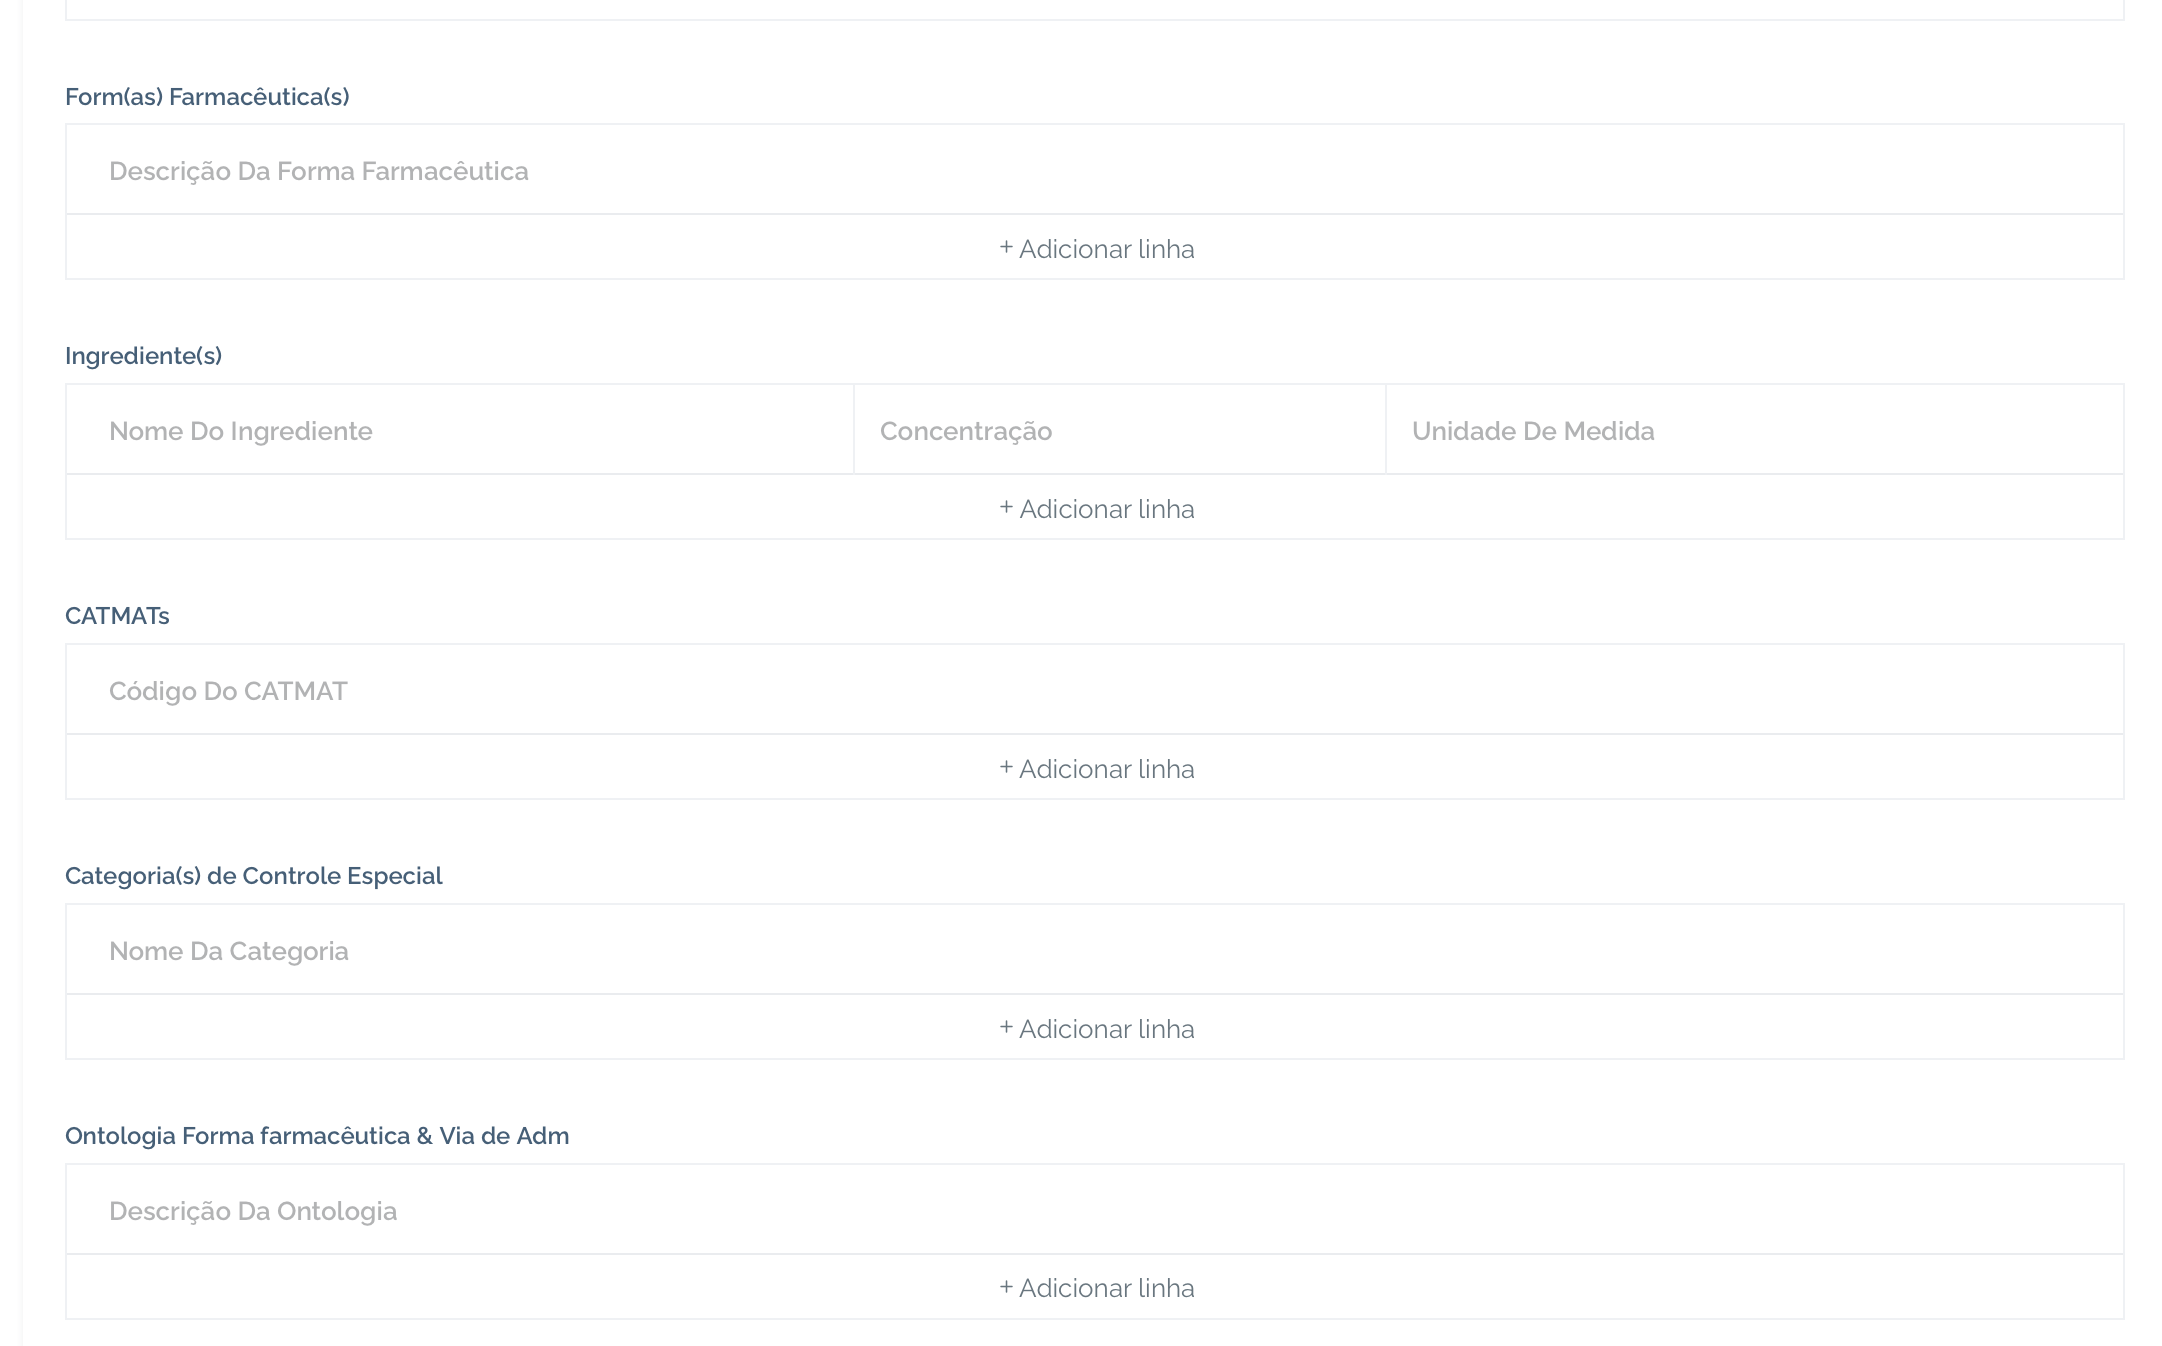 Form(as) Farmacêutica(s)
Descrição Da Forma Farmacêutica
+ Adicionar linha
Ingrediente(s)
Nome Do Ingrediente Concentração Unidade De Medida
+ Adicionar linha
CATMATs
Código Do CATMAT
+ Adicionar linha
Categoria(s) de Controle Especial
Nome Da Categoria
+ Adicionar linha
Ontologia Forma farmacêutica & Via de Adm
Descrição Da Ontologia
+ Adicionar linha